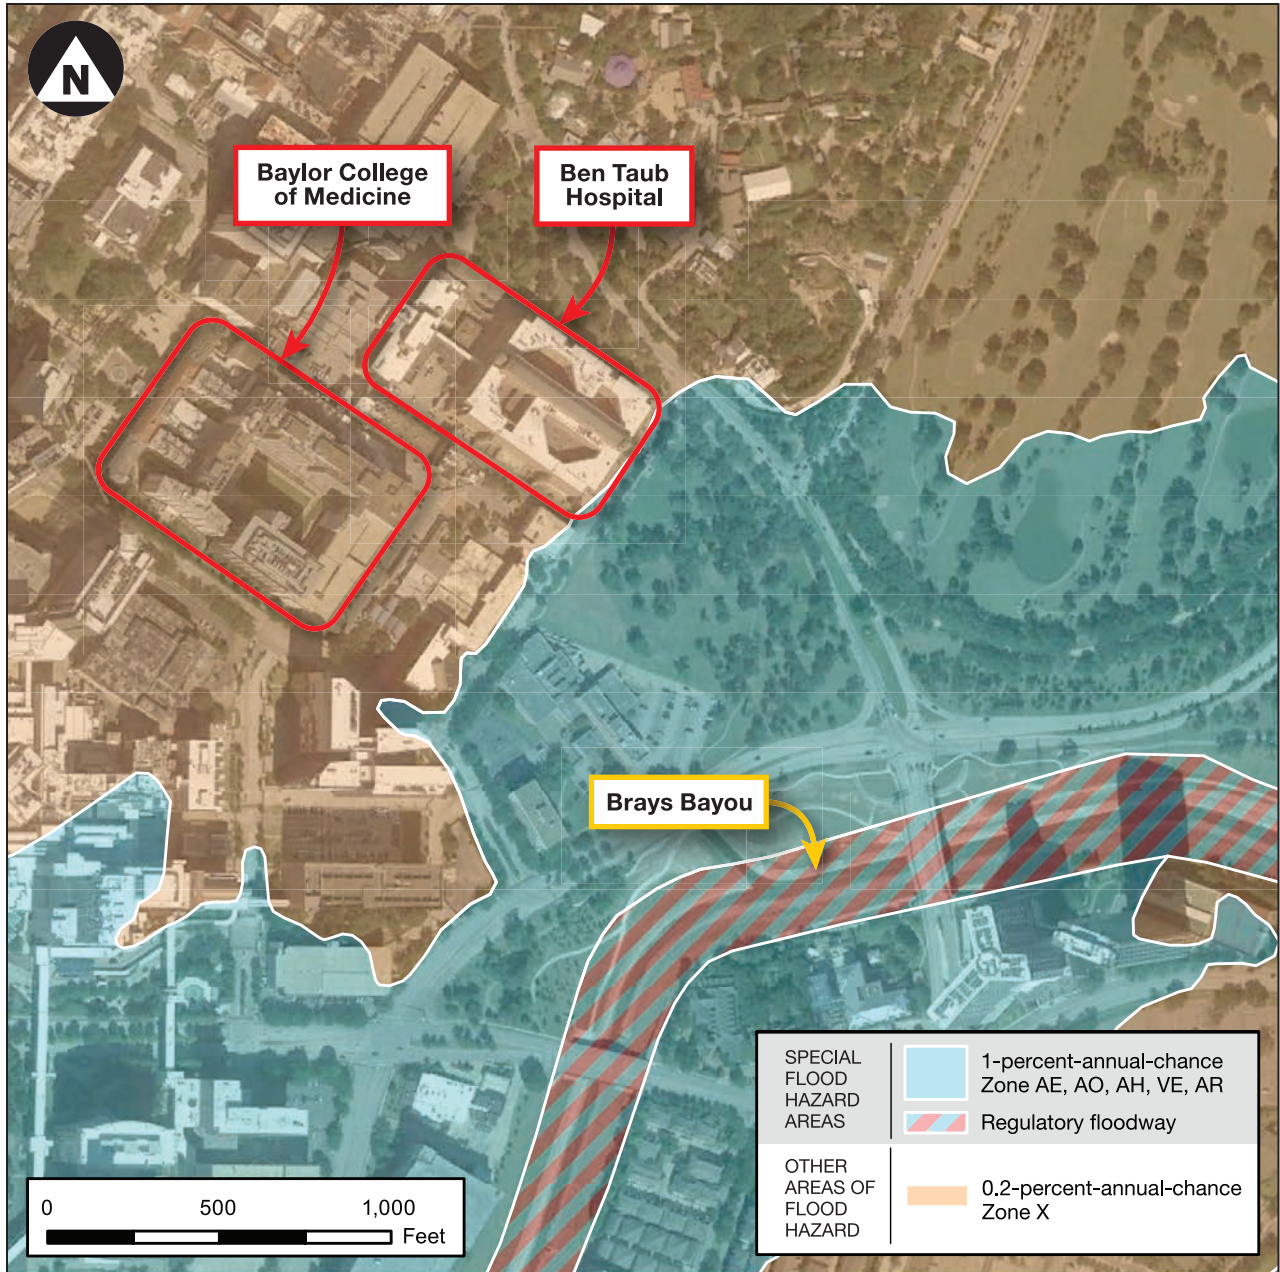 N
Baylor College
of Medicine
Ben Taub
Hospital
Brays Bayou
SPECIAL
FLOOD
HAZARD
AREAS
1-percent-annual-chance
Zone AE, AO, AH, VE, AR
Regulatory floodway
OTHER
AREAS OF
FLOOD
HAZARD
0.2-percent-annual-chance
Zone X
0 500 1,000
Feet